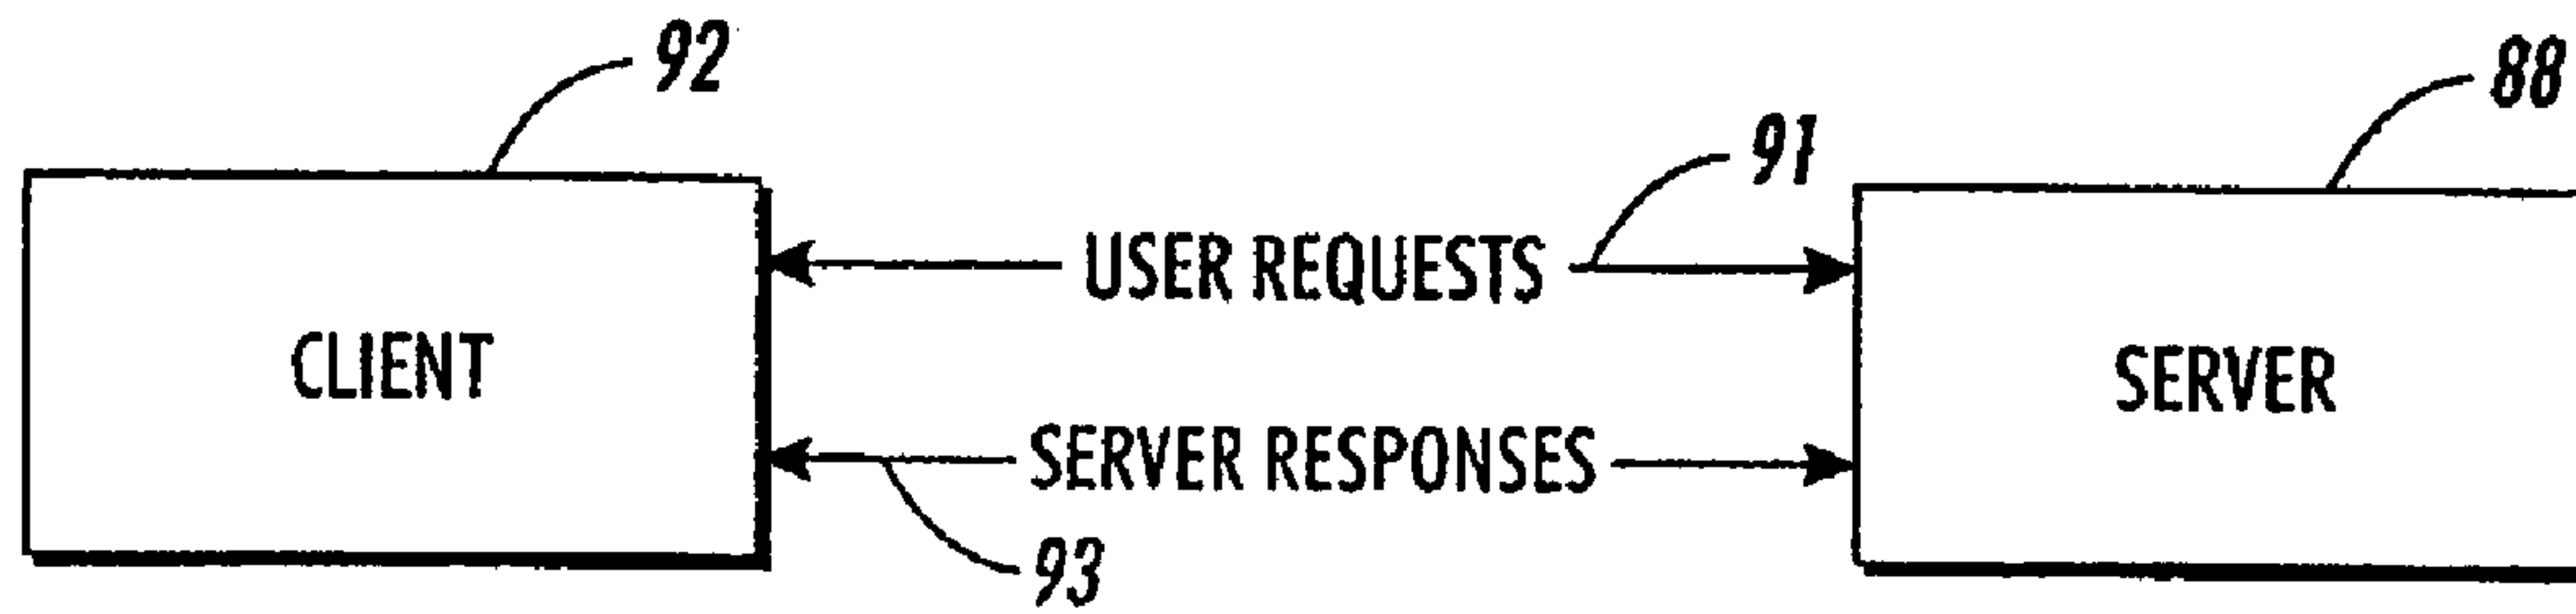 92
88
91
USER REQUESTS
CLIENT
SERVER
SERVER RESPONSES
93